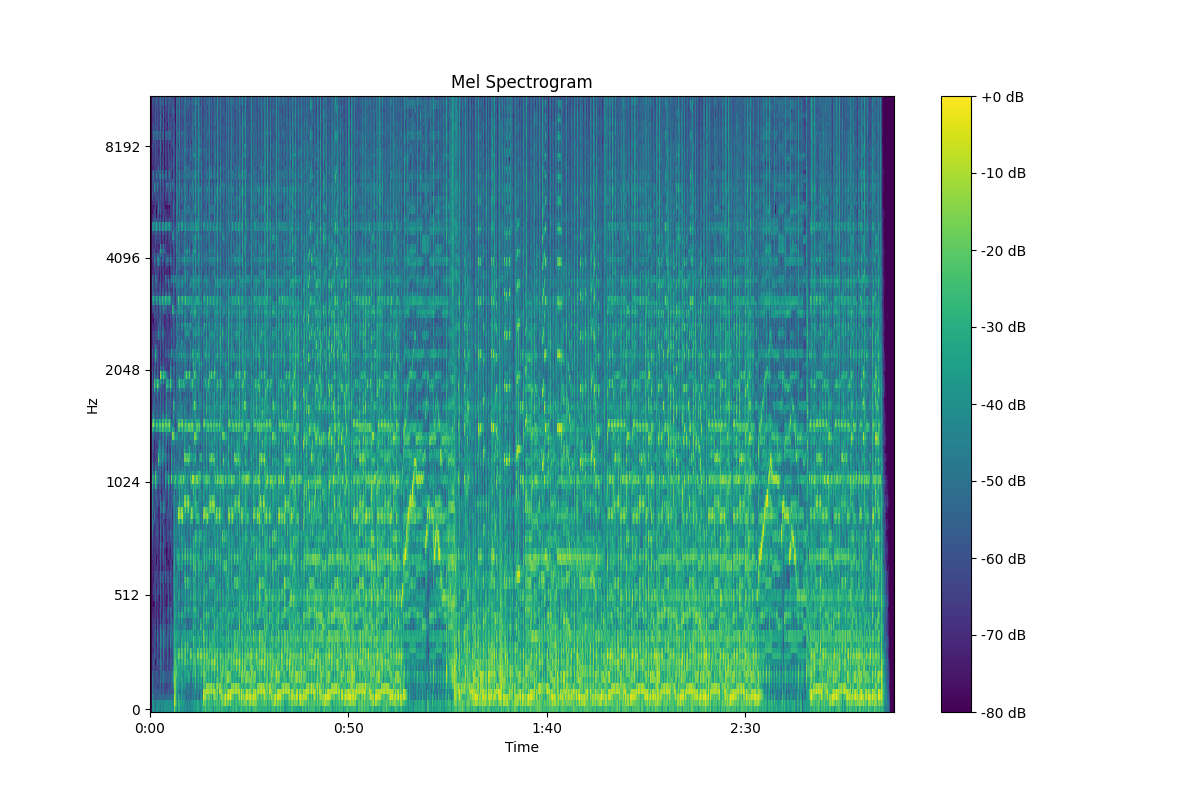 Mel Spectrogram
Hz
8192
4096
2048
1024
512
0
0:00
0:50
1:40
2:30
Time
+0 dB
-10 dB
-20 dB
-30 dB
-40 dB
-50 dB
-60 dB
-70 dB
-80 dB